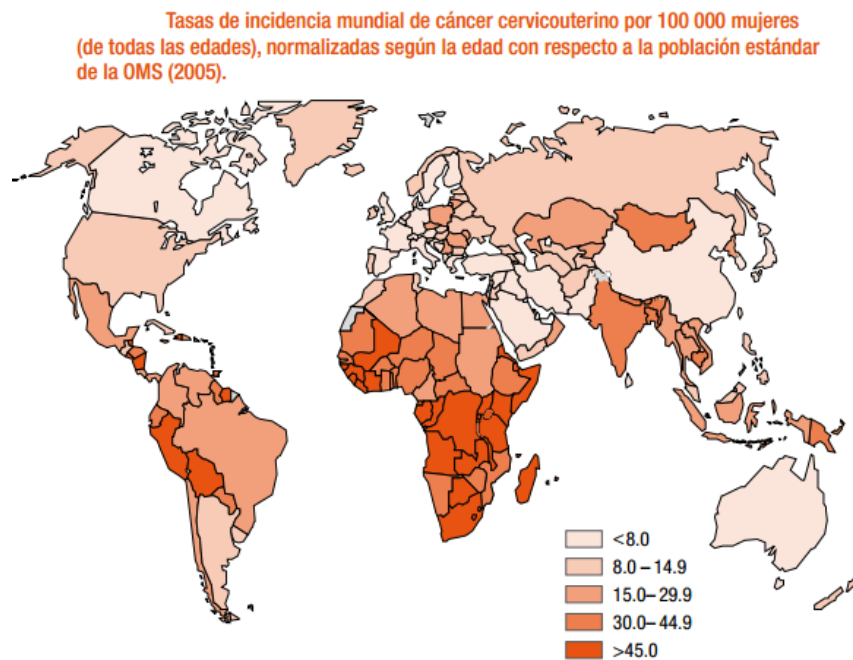 Tasas de incidencia mundial de cáncer cervicouterino por 100 000 mujeres
(de todas las edades), normalizadas según la edad con respecto a la población estándar
de la OMS (2005).
<8.0
8.0 – 14.9
15.0– 29.9
30.0– 44.9
>45.0